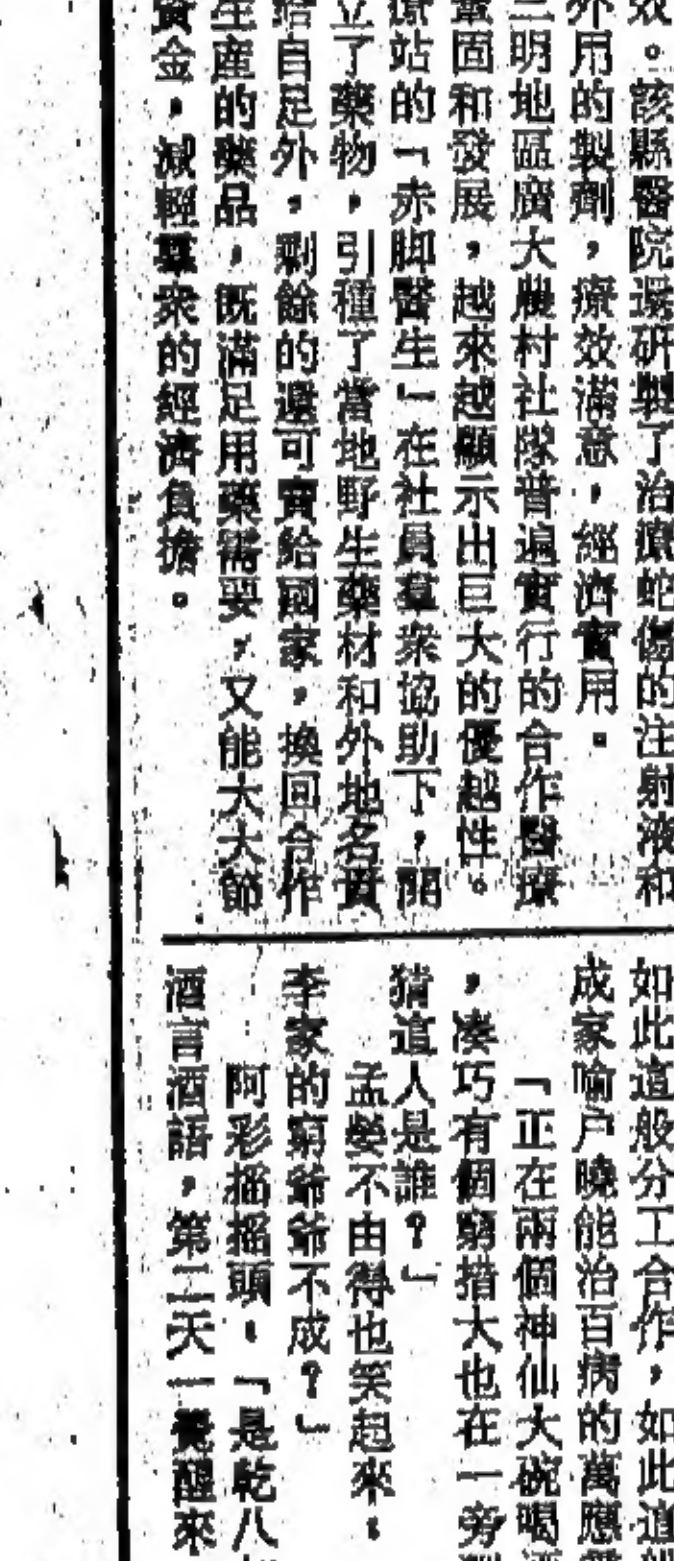 效。該縣醫院還研製了治療蛇傷的注射液和
外用的製劑,療效滿意,經濟實用。
三明地區廣大農村社隊普遍實行的合作醫療
鞏固和發展,越來越顯示出巨大的優越性。
療站的「赤脚醫生」在社員羣衆協助下,開
立了藥物,引種了當地野生藥材和外地名貴
給自足外,剩餘的還可賣給國家,換回合作
生産的藥品,既滿足用藥需要,又能大大節
資金,減輕羣衆的經濟負擔。
如此這般分工合作,如此這
成家喻户曉能治百病的萬應
「正在兩個神仙大碗喝
,凑巧有個窮措大也在一旁
猜這人是誰?」
孟嫈不由得也笑起來:
李家的窮爺爺不成?」
阿彩搖搖頭:「是乾八
酒言酒語,第二天一覺醒來